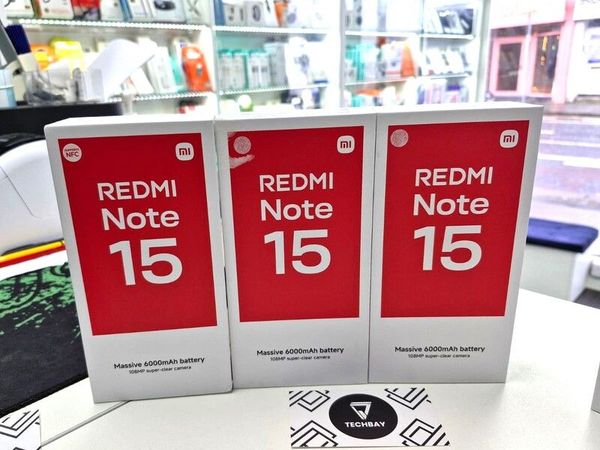 SUPPORT
NFC
mi
REDMI
Note
15
Massive 6000mAh battery
108MP super-clear camera
mi
REDMI
Note
15
Massive 6000mAh battery
108MP super-clear camera
mi
REDMI
Note
15
Massive 6000mAh battery
108MP super-clear camera
TECHBAY